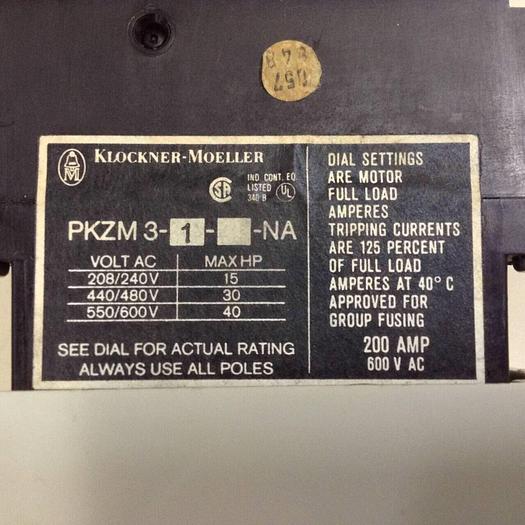 KLOCKNER-MOELLER
IND. CONT. EQ.
LISTED
340 B
PKZM 3-1- -NA
VOLT AC MAX HP
208/240V 15
440/480V 30
550/600V 40
SEE DIAL FOR ACTUAL RATING
ALWAYS USE ALL POLES
DIAL SETTINGS
ARE MOTOR
FULL LOAD
AMPERES
TRIPPING CURRENTS
ARE 125 PERCENT
OF FULL LOAD
AMPERES AT 40° C
APPROVED FOR
GROUP FUSING
200 AMP
600 V AC